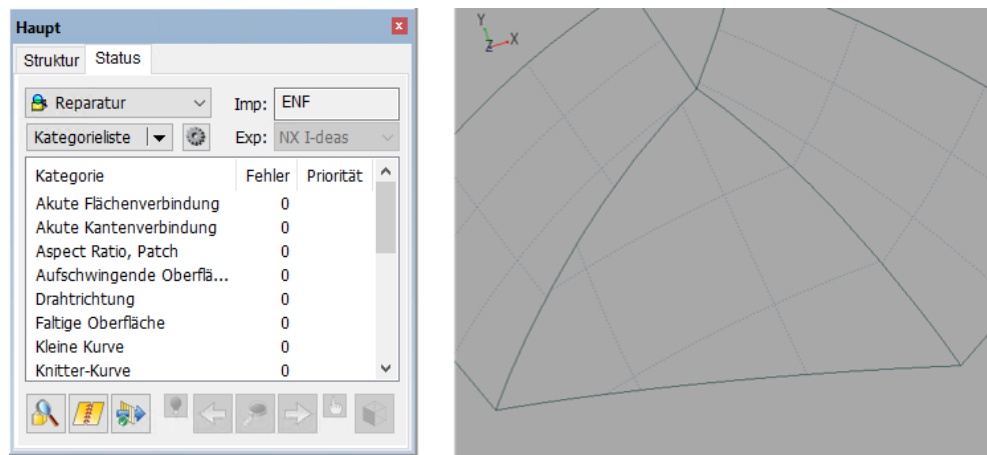 Haupt
Struktur Status
Reparatur Imp: ENF
Kategorieliste Exp: NX I-deas
Kategorie Fehler Priorität
Akute Flächenverbindung 0
Akute Kantenverbindung 0
Aspect Ratio, Patch 0
Aufschwingende Oberflä... 0
Drahtrichtung 0
Faltige Oberfläche 0
Kleine Kurve 0
Knitter-Kurve 0
Y
Z X